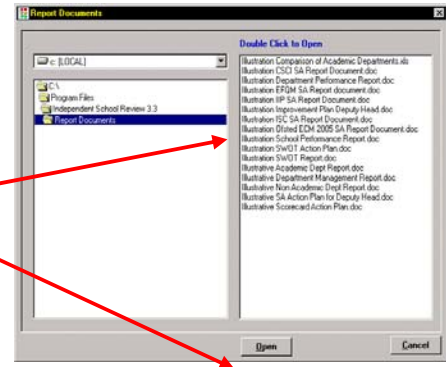 Report Documents
Double Click to Open
c: [LOCAL]
C:\
Program Files
Independent School Review 3.3
Report Documents
Illustration Comparison of Academic Departments.xls
Illustration CSCI SA Report Document.doc
Illustration Department Performance Report.doc
Illustration EFQM SA Report document.doc
Illustration IIP SA Report Document.doc
Illustration Improvement Plan Deputy Head.doc
Illustration ISC SA Report Document.doc
Illustration Ofsted ECM 2005 SA Report Document.doc
Illustration School Performance Report.doc
Illustration SWOT Action Plan.doc
Illustration SWOT Report.doc
Illustrative Academic Dept Report.doc
Illustrative Department Management Report.doc
Illustrative Non Academic Dept Report.doc
Illustrative SA Action Plan for Deputy Head.doc
Illustrative Scorecard Action Plan.doc
Open
Cancel